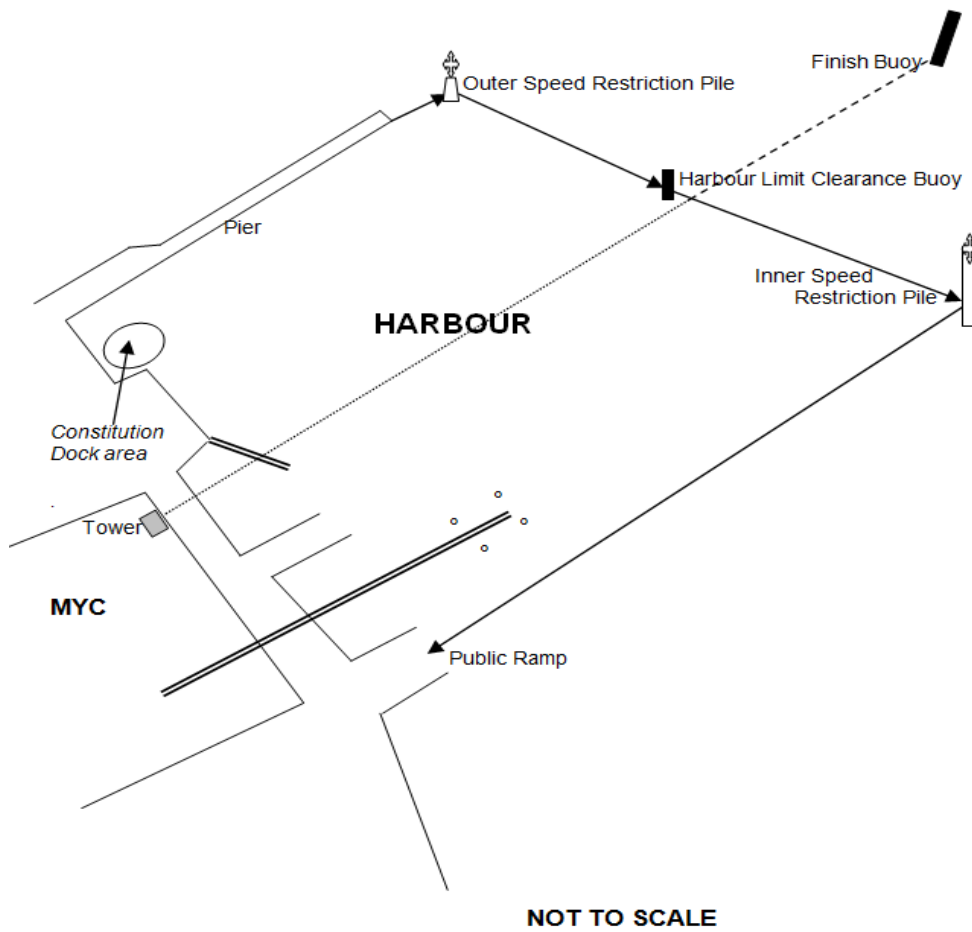 Finish Buoy
Outer Speed Restriction Pile
Harbour Limit Clearance Buoy
Pier
Inner Speed
Restriction Pile
HARBOUR
Constitution
Dock area
Tower
MYC
Public Ramp
NOT TO SCALE